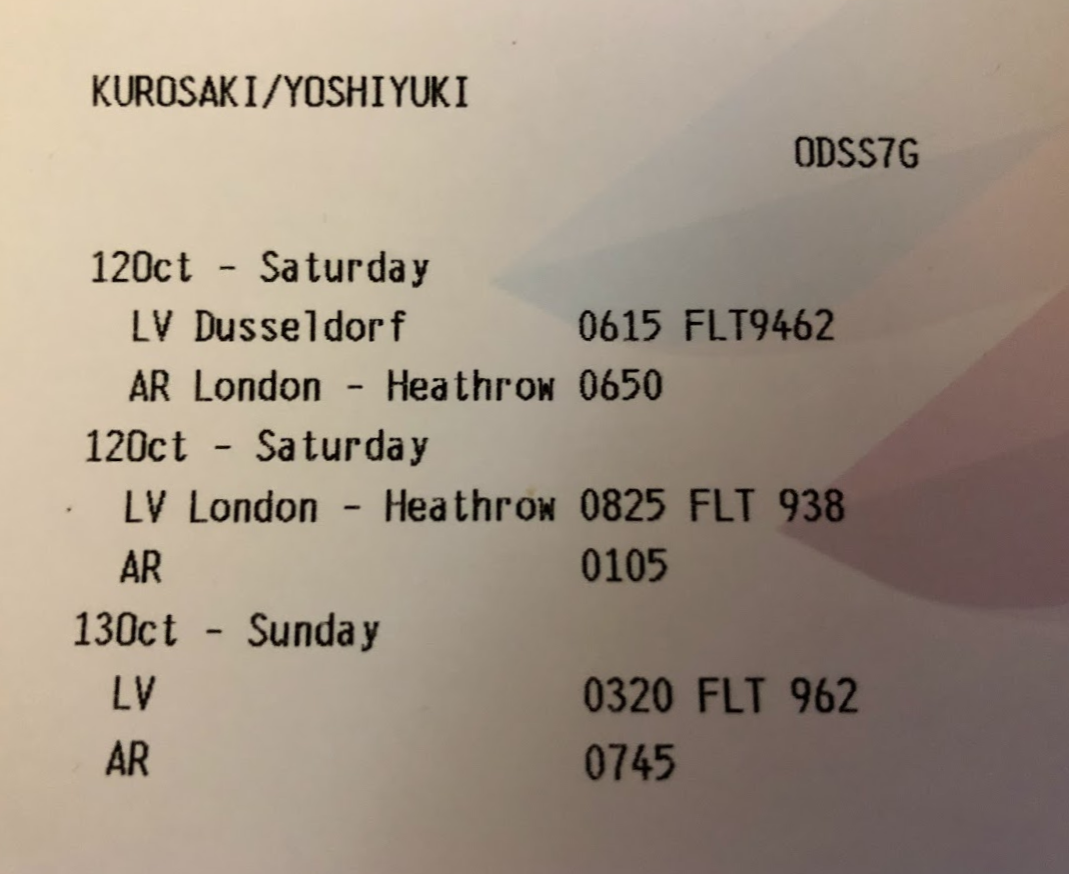 KUROSAKI/YOSHIYUKI
ODSS7G
12Oct - Saturday
LV Dusseldorf 0615 FLT9462
AR London - Heathrow 0650
12Oct - Saturday
LV London - Heathrow 0825 FLT 938
AR 0105
13Oct - Sunday
LV 0320 FLT 962
AR 0745